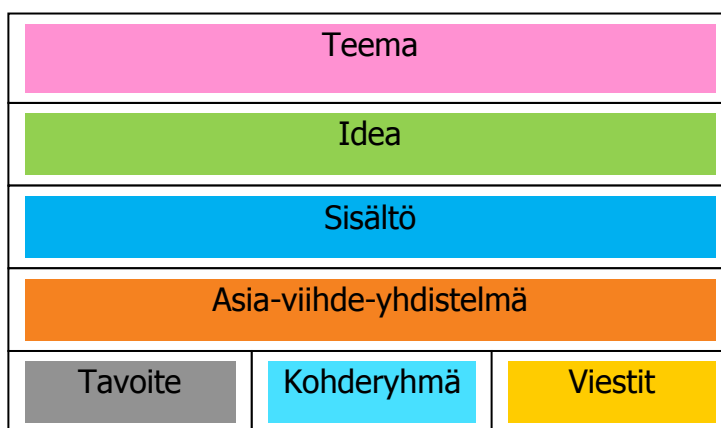 Teema
Idea
Sisältö
Asia-viihde-yhdistelmä
Tavoite Kohderyhmä Viestit